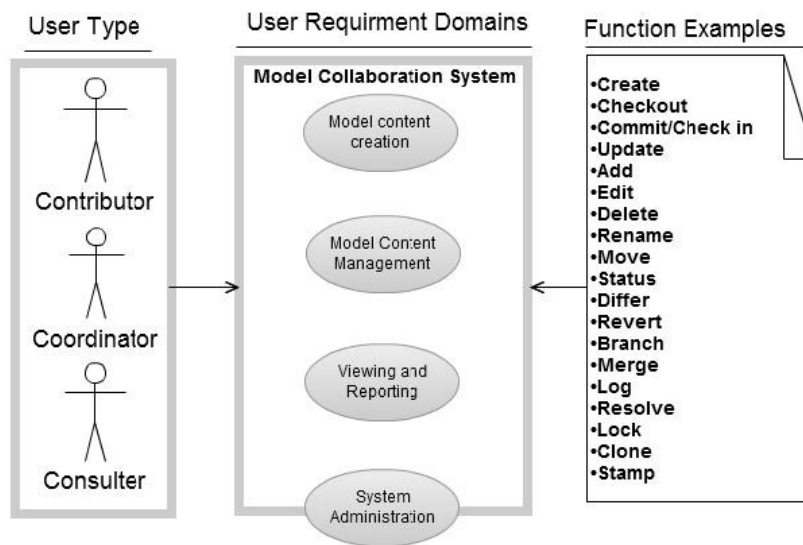 User Type
Contributor
Coordinator
Consulter
User Requirment Domains
Model Collaboration System
Model content
creation
Model Content
Management
Viewing and
Reporting
System
Administration
Function Examples
•Create
•Checkout
•Commit/Check in
•Update
•Add
•Edit
•Delete
•Rename
•Move
•Status
•Differ
•Revert
•Branch
•Merge
•Log
•Resolve
•Lock
•Clone
•Stamp